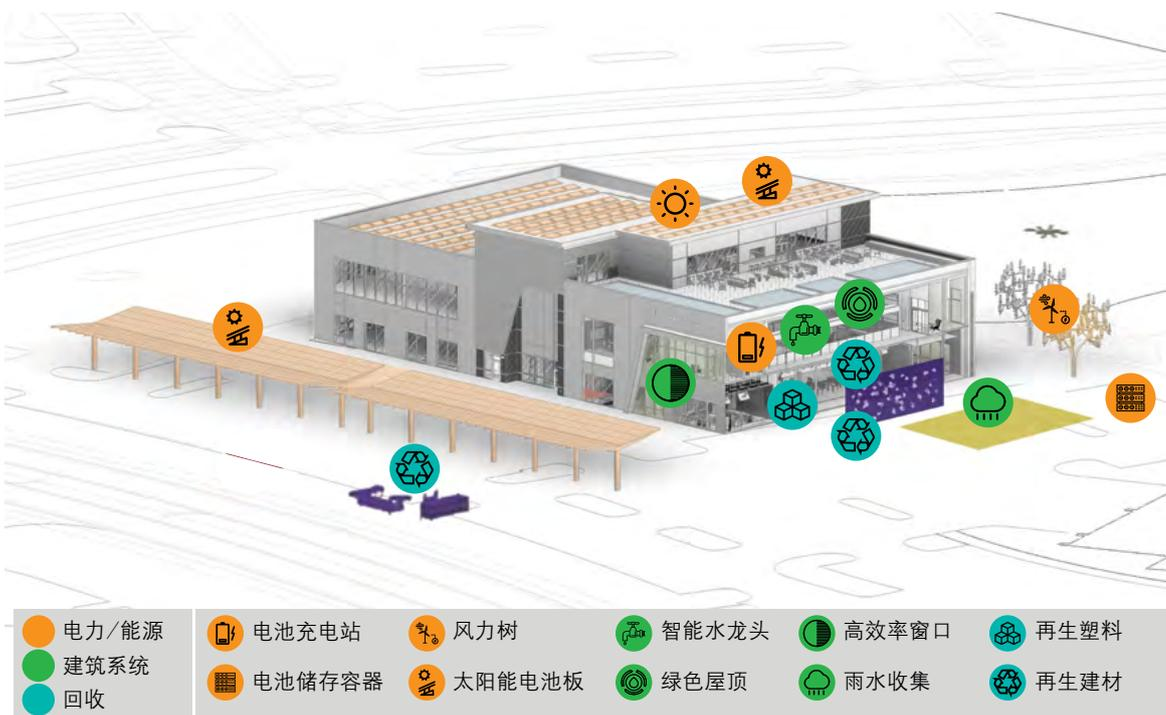 电力/能源
建筑系统
回收
电池充电站 风力树 智能水龙头 高效率窗口 再生塑料
电池储存容器 太阳能电池板 绿色屋顶 雨水收集 再生建材